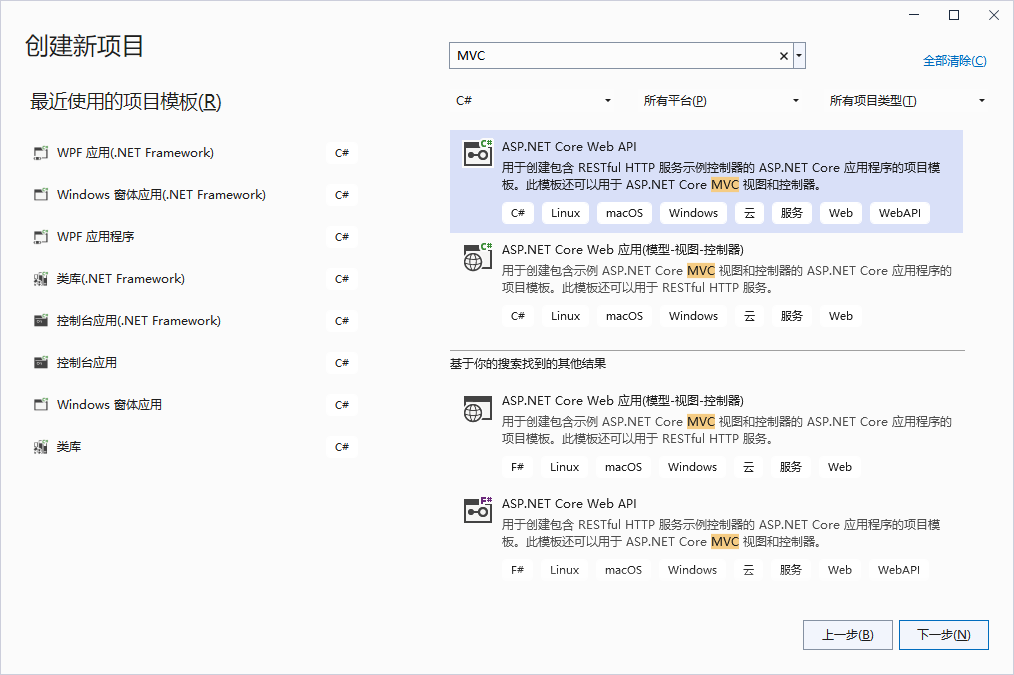 创建新项目
MVC
全部清除(C)
最近使用的项目模板(R)
WPF 应用(.NET Framework) C#
Windows 窗体应用(.NET Framework) C#
WPF 应用程序 C#
类库(.NET Framework) C#
控制台应用(.NET Framework) C#
控制台应用 C#
Windows 窗体应用 C#
类库 C#
C# 所有平台(P) 所有项目类型(T)
C#
ASP.NET Core Web API
用于创建包含 RESTful HTTP 服务示例控制器的 ASP.NET Core 应用程序的项目模
板。此模板还可以用于 ASP.NET Core MVC 视图和控制器。
C# Linux macOS Windows 云 服务 Web WebAPI
C#
ASP.NET Core Web 应用(模型-视图-控制器)
用于创建包含示例 ASP.NET Core MVC 视图和控制器的 ASP.NET Core 应用程序的
项目模板。此模板还可以用于 RESTful HTTP 服务。
C# Linux macOS Windows 云 服务 Web
基于你的搜索找到的其他结果
ASP.NET Core Web 应用(模型-视图-控制器)
用于创建包含示例 ASP.NET Core MVC 视图和控制器的 ASP.NET Core 应用程序的
项目模板。此模板还可以用于 RESTful HTTP 服务。
F# Linux macOS Windows 云 服务 Web
F#
ASP.NET Core Web API
用于创建包含 RESTful HTTP 服务示例控制器的 ASP.NET Core 应用程序的项目模
板。此模板还可以用于 ASP.NET Core MVC 视图和控制器。
F# Linux macOS Windows 云 服务 Web WebAPI
上一步(B) 下一步(N)